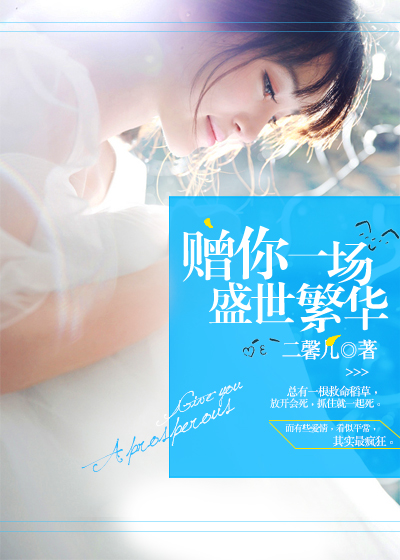 赠你一场
盛世繁华
二馨几◎著
>>>
总有一根救命稻草，
放开会死，抓住就一起死。
而有些爱情，看似平常，
其实最疯狂。
Give you
A prosperous